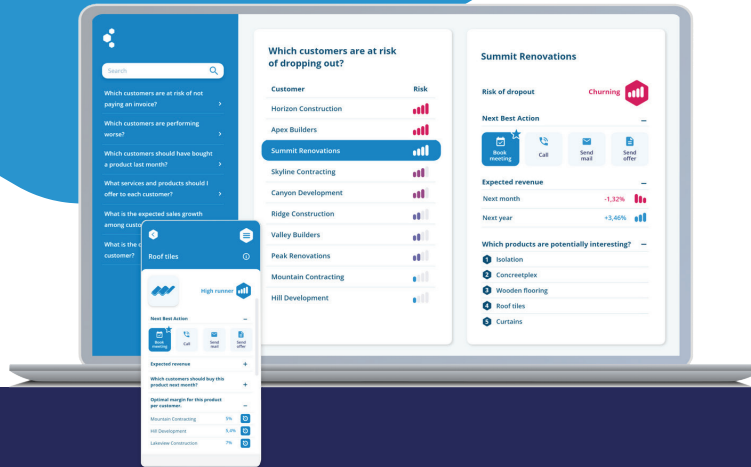 Search
Which customers are at risk of not
paying an invoice?
Which customers are performing
worse?
Which customers should have bought
a product last month?
What services and products should I
offer to each customer?
What is the expected sales growth
among
What is the
customer?
Which customers are at risk
of dropping out?
Customer Risk
Horizon Construction
Apex Builders
Summit Renovations
Skyline Contracting
Canyon Development
Ridge Construction
Valley Builders
Peak Renovations
Mountain Contracting
Hill Development
Summit Renovations
Risk of dropout Churning
Next Best Action
Book
meeting
Call
Send
mail
Send
offer
Expected revenue
Next month -1,32%
Next year +3,46%
Which products are potentially interesting?
1 Isolation
2 Concreetplex
3 Wooden flooring
4 Roof tiles
5 Curtains
Roof tiles
High runner
Next Best Action
Book
meeting
Call
Send
mail
Send
offer
Expected revenue
Which customers should buy this
product next month?
Optimal margin for this product
per customer.
Mountain Contracting 5%
Hill Development 5,4%
Lakeview Construction 7%